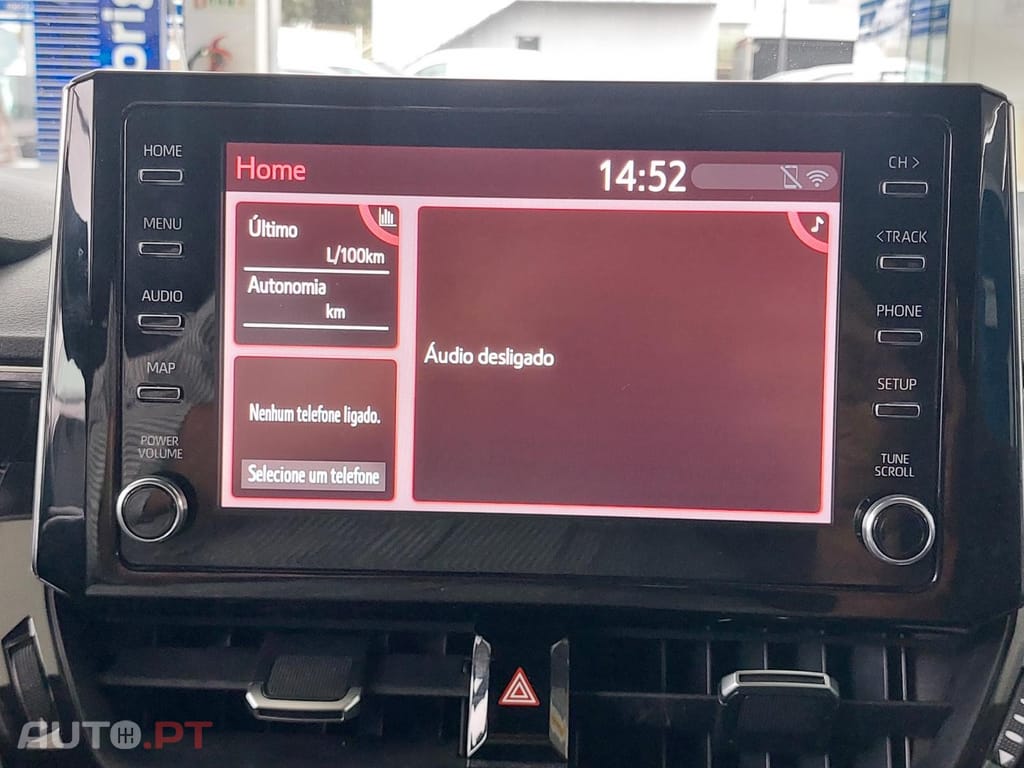 oris
HOME
MENU
AUDIO
MAP
POWER
VOLUME
Home
14:52
Último
L/100km
Autonomia
km
Nenhum telefone ligado.
Selecione um telefone
Áudio desligado
CH >
<TRACK
PHONE
SETUP
TUNE
SCROLL
AUTO.PT